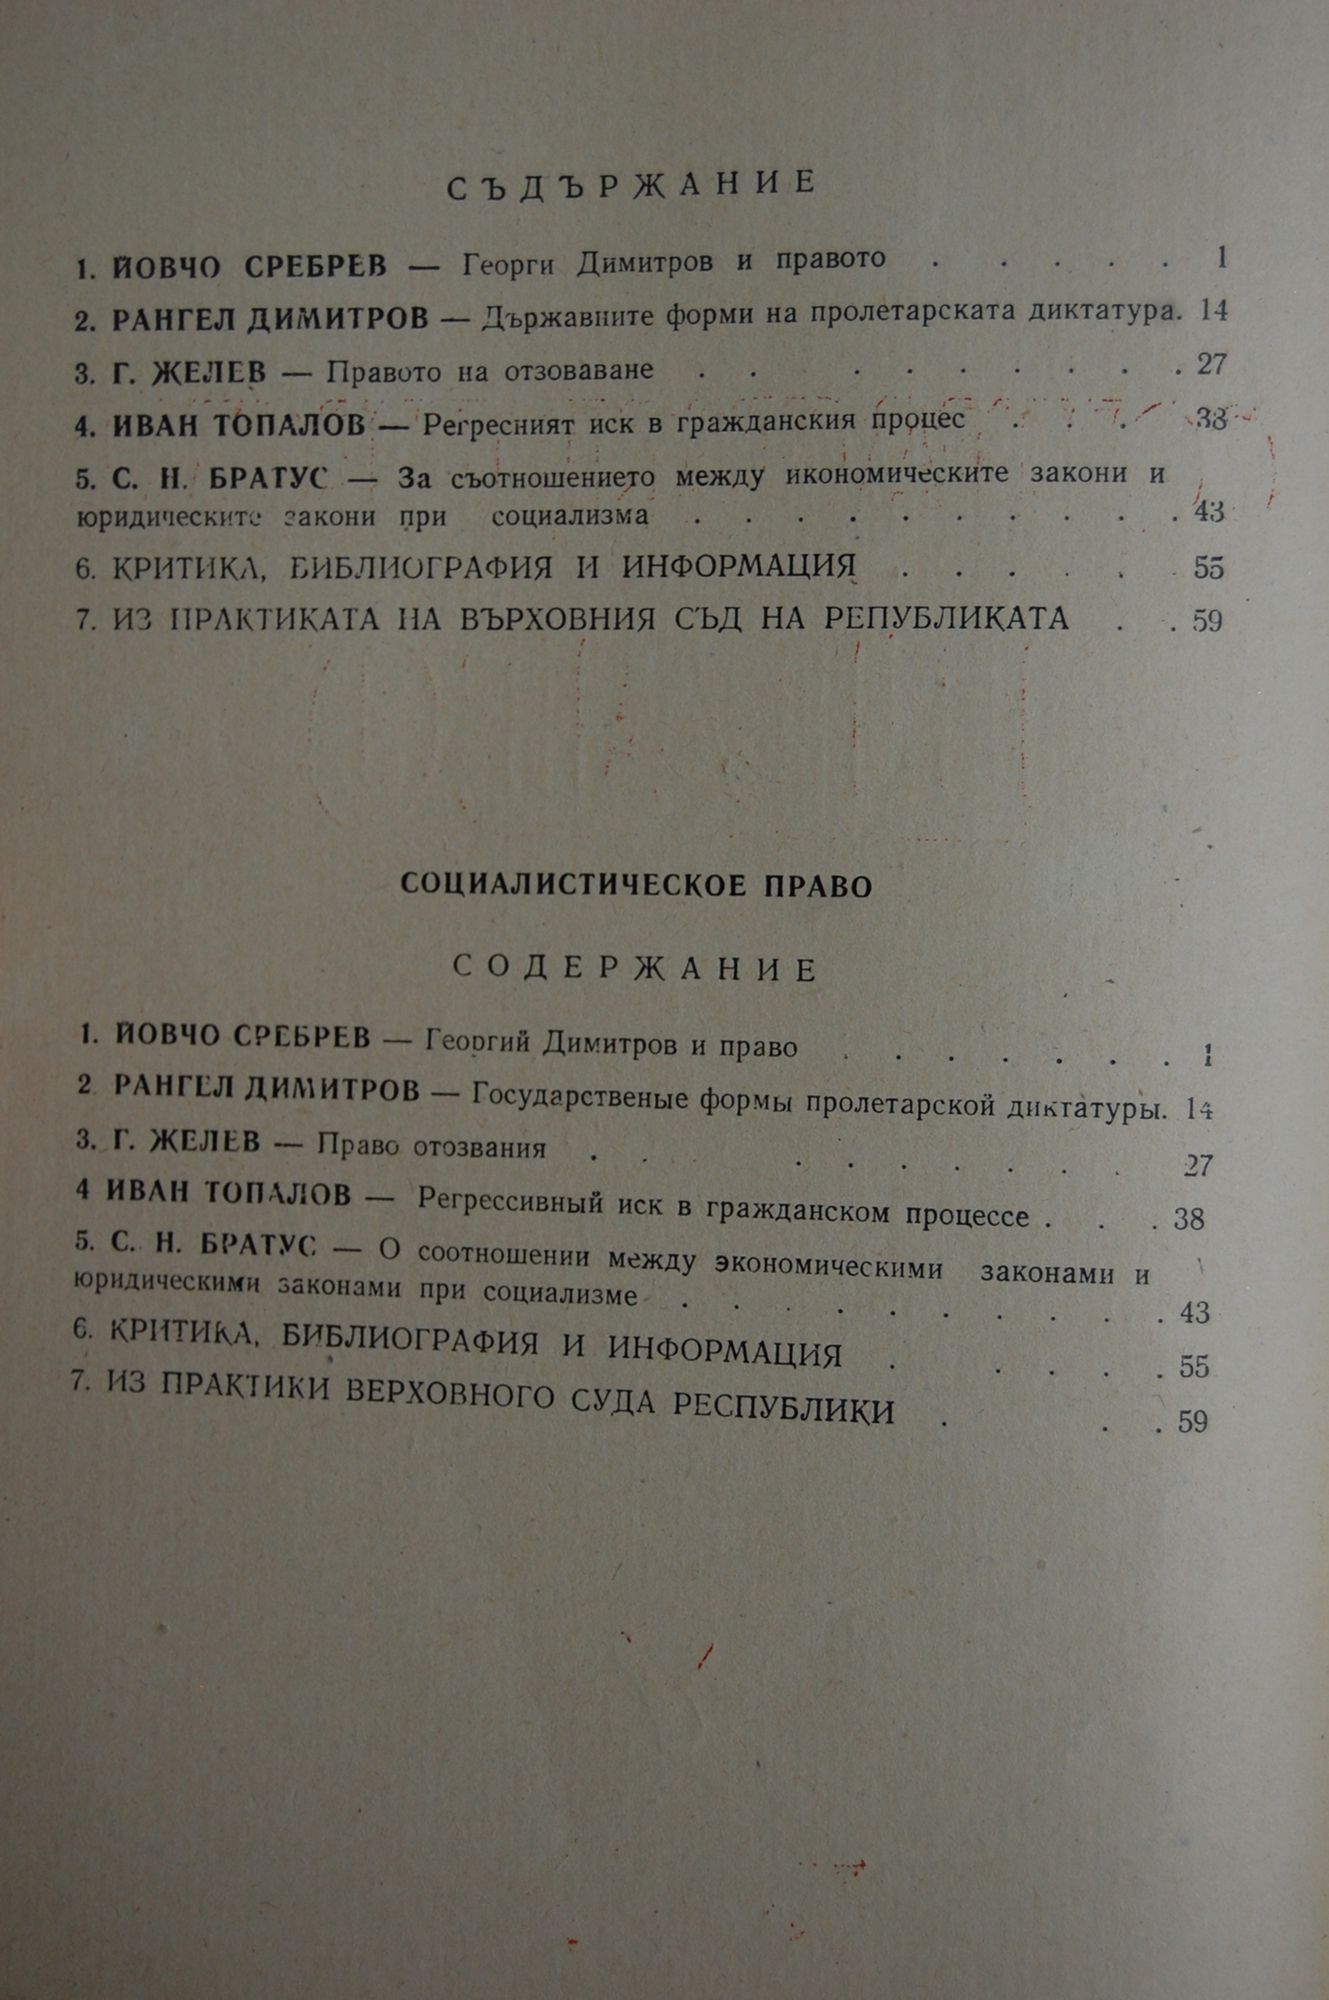 СЪДЪРЖАНИЕ
1. ЙОВЧО СРЕБРЕВ — Георги Димитров и правото . . . . . 1
2. РАНГЕЛ ДИМИТРОВ — Държавните форми на пролетарската диктатура. 14
3. Г. ЖЕЛЕВ — Правото на отзоваване . . . . . . . . . 27
4. ИВАН ТОПАЛОВ — Регресният иск в гражданския процес . . . 38
5. С. Н. БРАТУС — За съотношението между икономическите закони и
юридическите закони при социализма . . . . . . . . . . 43
6. КРИТИКА, БИБЛИОГРАФИЯ И ИНФОРМАЦИЯ . . . . . . 55
7. ИЗ ПРАКТИКАТА НА ВЪРХОВНИЯ СЪД НА РЕПУБЛИКАТА . . 59
СОЦИАЛИСТИЧЕСКОЕ ПРАВО
СОДЕРЖАНИЕ
1. ЙОВЧО СРЕБРЕВ — Георгий Димитров и право . . . . . . . 1
2 РАНГЕЛ ДИМИТРОВ — Государственые формы пролетарской диктатуры. 14
3. Г. ЖЕЛЕВ — Право отозвания . . . . . . . . . 27
4 ИВАН ТОПАЛОВ — Регрессивный иск в гражданском процессе . . . 38
5. С. Н. БРАТУС — О соотношении между экономическими законами и
юридическими законами при социализме . . . . . . . . . . 43
6. КРИТИКА, БИБЛИОГРАФИЯ И ИНФОРМАЦИЯ . . . . . 55
7. ИЗ ПРАКТИКИ ВЕРХОВНОГО СУДА РЕСПУБЛИКИ . . . 59